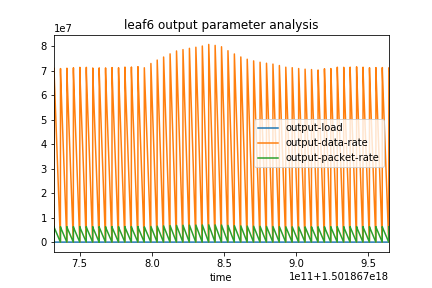 leaf6 output parameter analysis
1e7
8
7
6
5
4
3
2
1
0
output-load
output-data-rate
output-packet-rate
7.5 8.0 8.5 9.0 9.5
time
1e11+1.501867e18